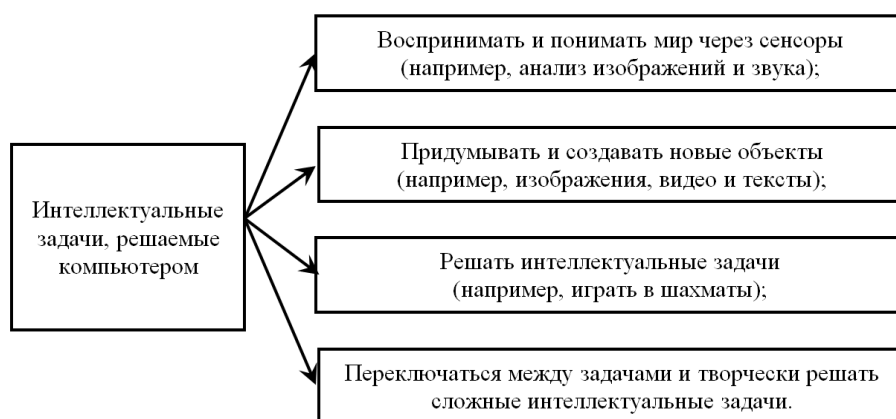 Воспринимать и понимать мир через сенсоры
(например, анализ изображений и звука);
Придумывать и создавать новые объекты
(например, изображения, видео и тексты);
Интеллектуальные
задачи, решаемые
компьютером
Решать интеллектуальные задачи
(например, играть в шахматы);
Переключаться между задачами и творчески решать
сложные интеллектуальные задачи.